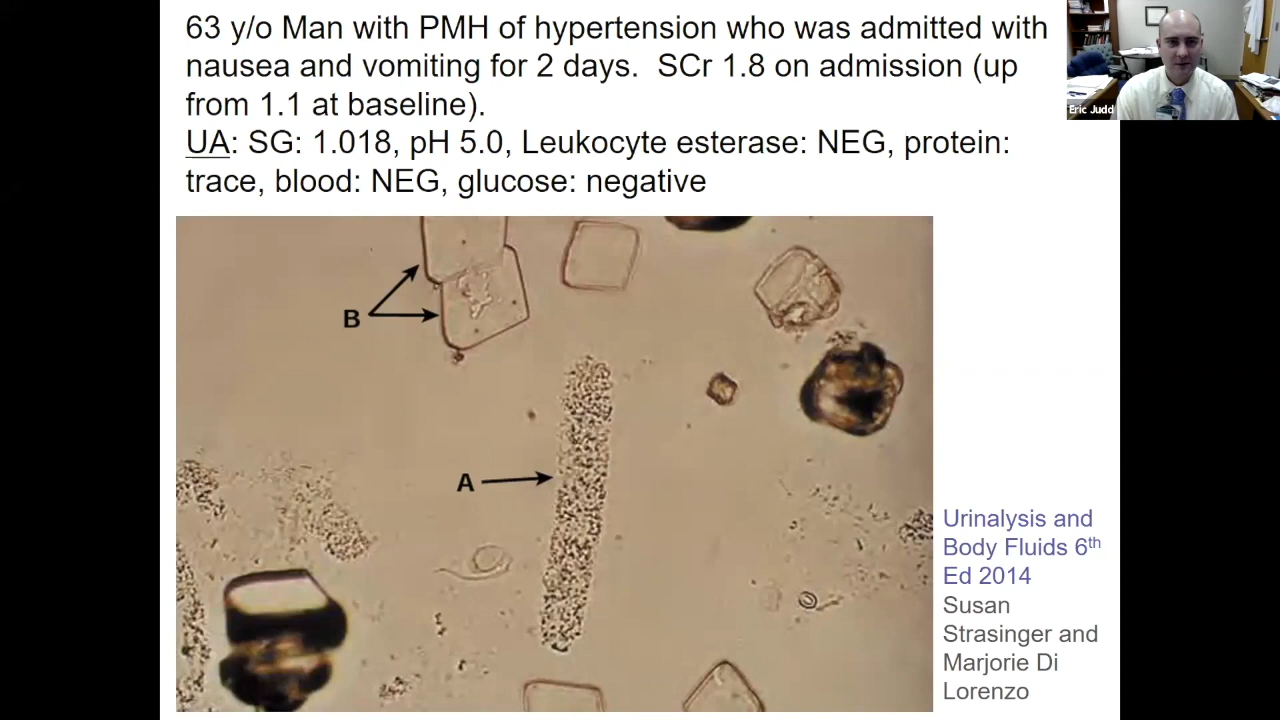 63 y/o Man with PMH of hypertension who was admitted with
nausea and vomiting for 2 days.  SCr 1.8 on admission (up
from 1.1 at baseline).
UA: SG: 1.018, pH 5.0, Leukocyte esterase: NEG, protein:
trace, blood: NEG, glucose: negative
Eric Judd
B
A
Urinalysis and
Body Fluids 6th
Ed 2014
Susan
Strasinger and
Marjorie Di
Lorenzo